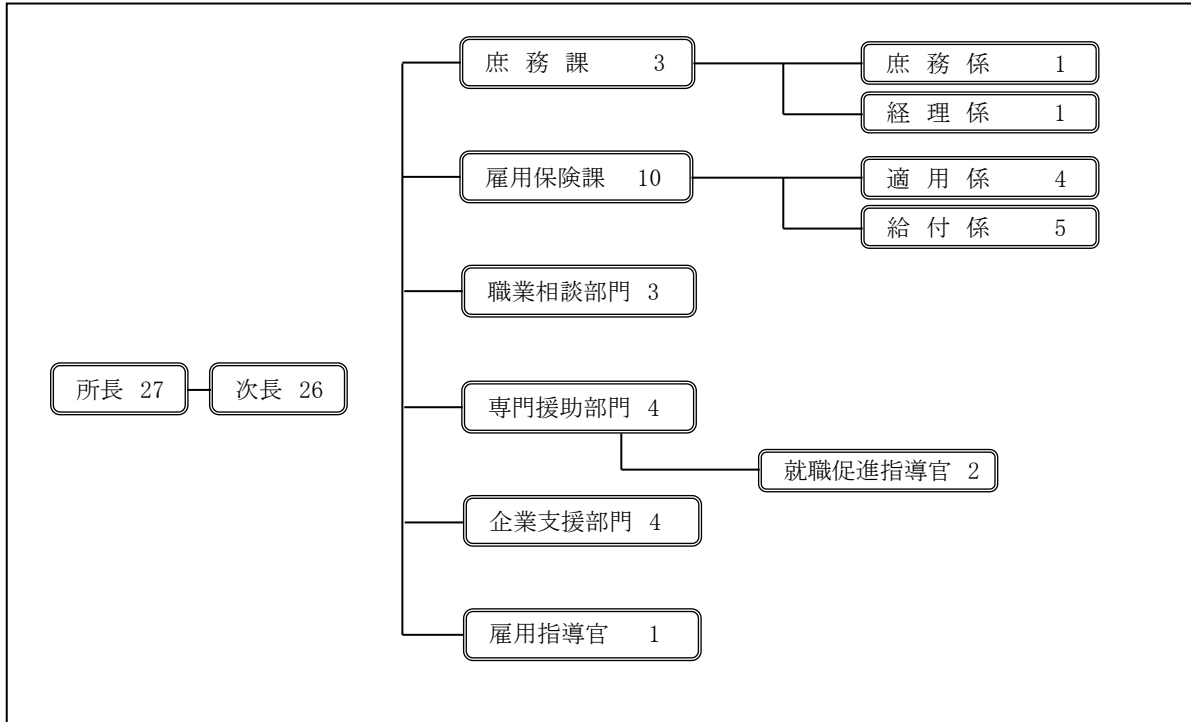 庶務課 3
庶務係 1
経理係 1
雇用保険課 10
適用係 4
給付係 5
職業相談部門 3
所長 27
次長 26
専門援助部門 4
就職促進指導官 2
企業支援部門 4
雇用指導官 1